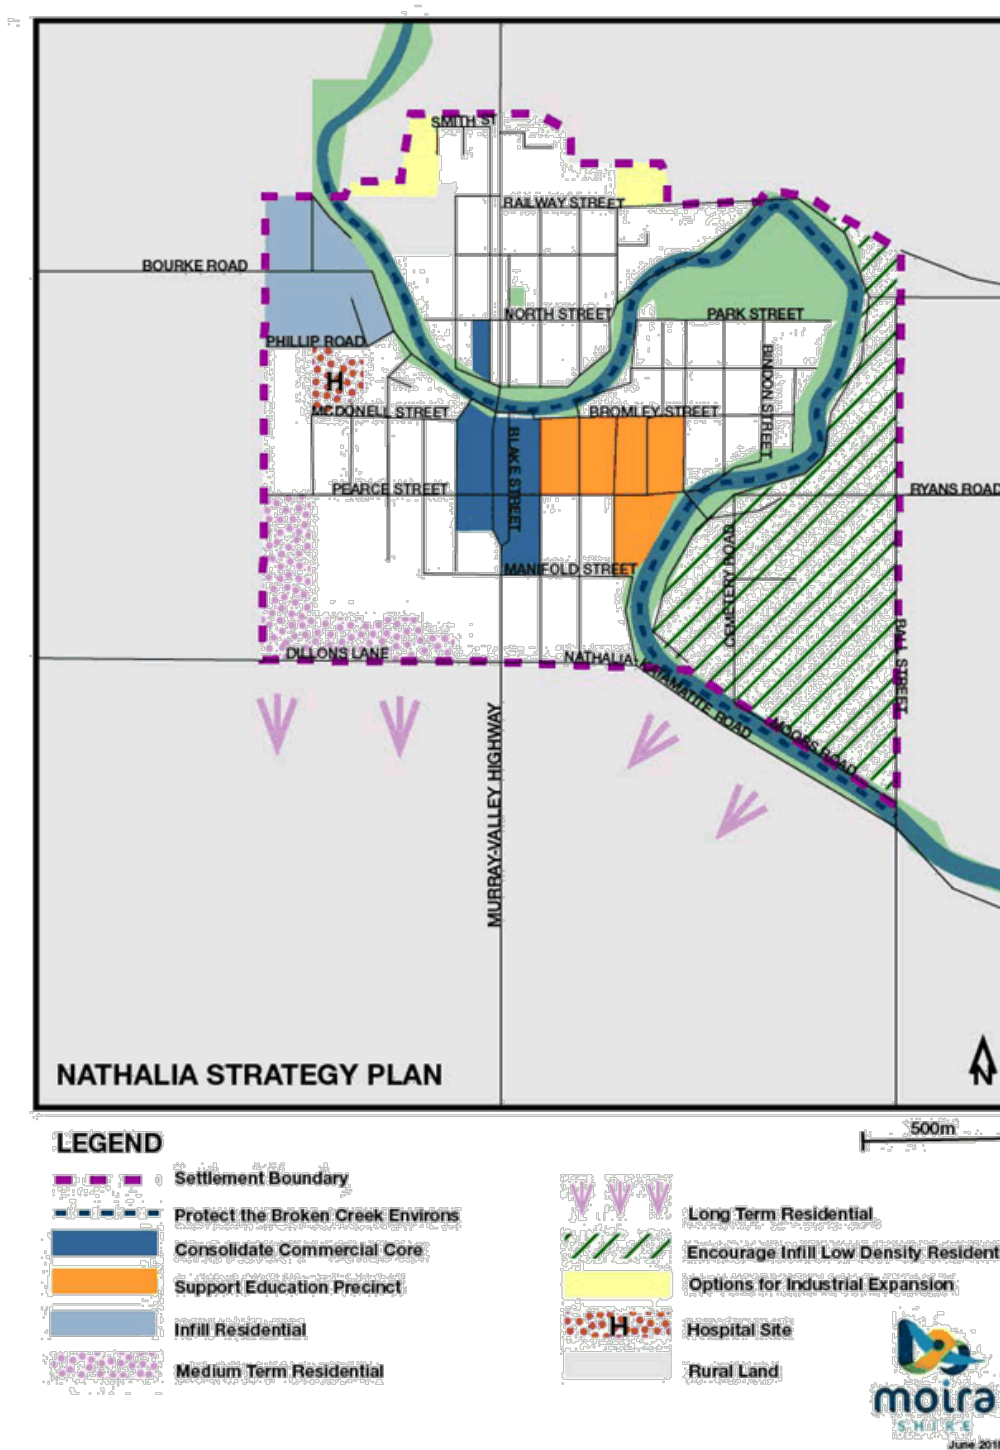 SMITH ST
RAILWAY STREET
BOURKE ROAD
NORTH STREET
PARK STREET
PHILLIP ROAD
H
BINDON STREET
MCDONELL STREET
BROMLEY STREET
BLAKE STREET
PEARCE STREET
RYANS ROAD
CEMETERY ROAD
MANIFOLD STREET
BALL STREET
DILLONS LANE
NATHALIA-KATAMATITE ROAD
MOORS ROAD
MURRAY-VALLEY HIGHWAY
NATHALIA STRATEGY PLAN
N
LEGEND
500m
Settlement Boundary
Protect the Broken Creek Environs
Consolidate Commercial Core
Support Education Precinct
Infill Residential
Medium Term Residential
Long Term Residential
Encourage Infill Low Density Resident
Options for Industrial Expansion
H
Hospital Site
Rural Land
moira
SHIRE
June